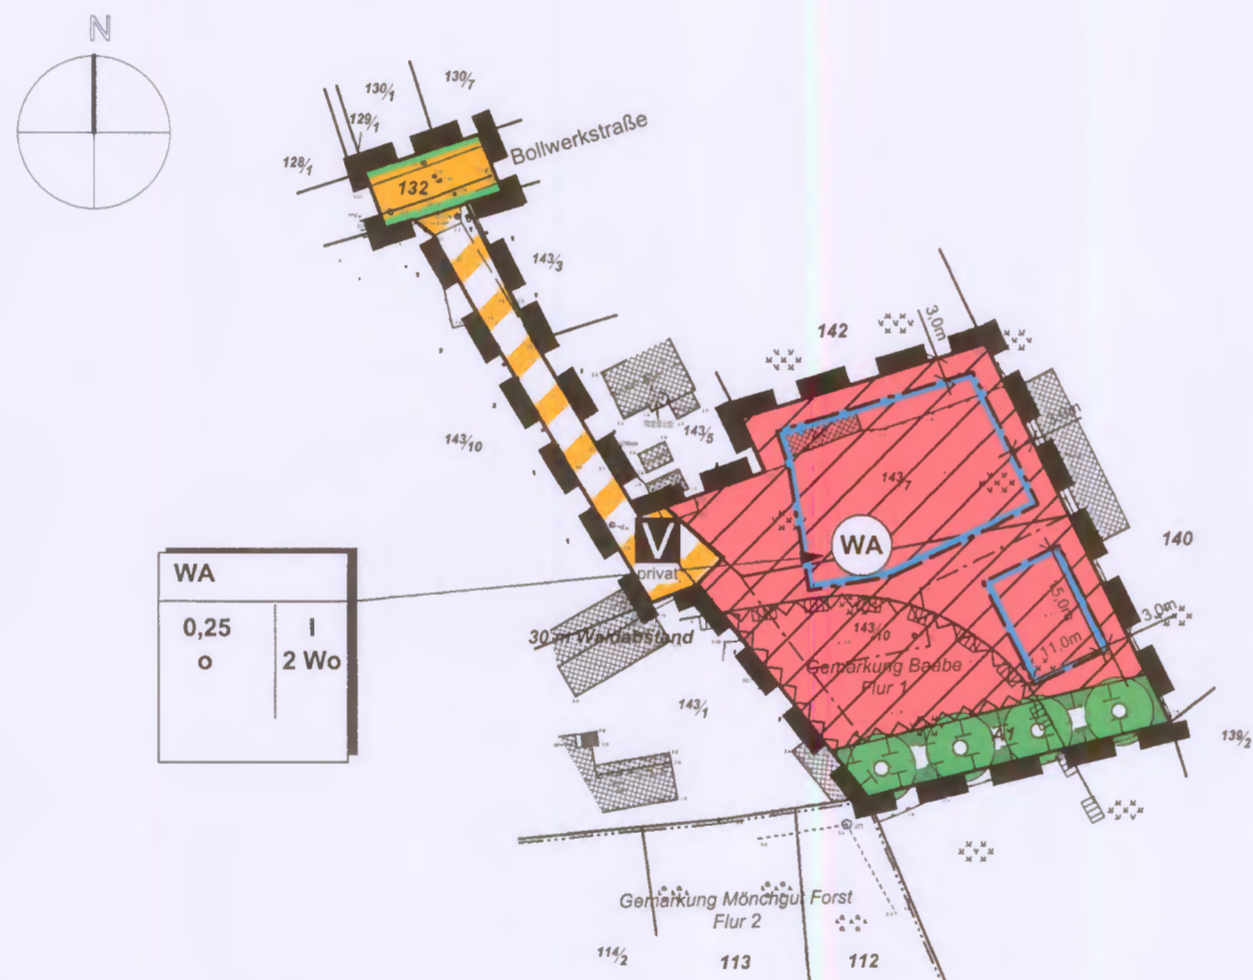 N
130/1
130/7
129/1
Bollwerkstraße
128/1
132
143/3
142
3,0m
143/5
143/10
143/7
V
privat
WA
140
WA
0,25
o
I
2 Wo
30 m Waldabstand
143/10
5,0m
3,0m
11,0m
Gemarkung Baabe
Flur 1
143/1
139/2
Gemarkung Mönchgut Forst
Flur 2
114/2
113
112